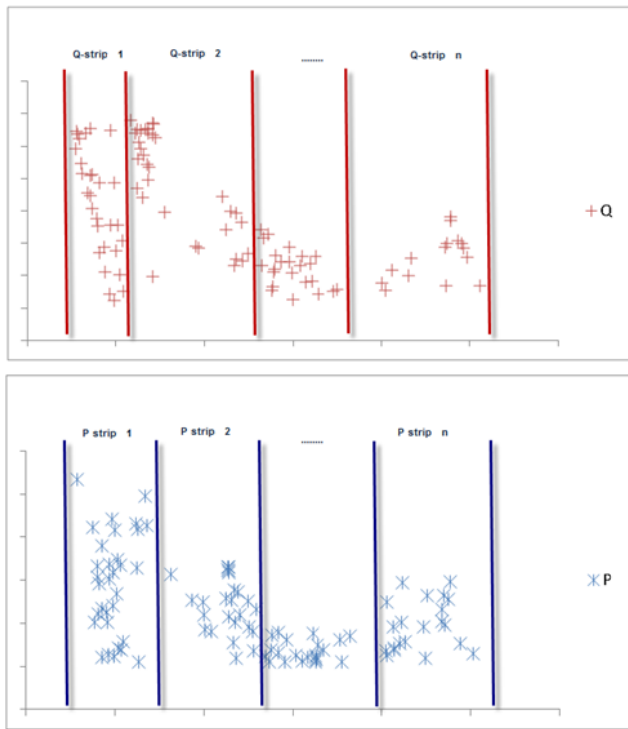 Q-strip 1 Q-strip 2 ........ Q-strip n
Q
P strip 1 P strip 2 ........ P strip n
P